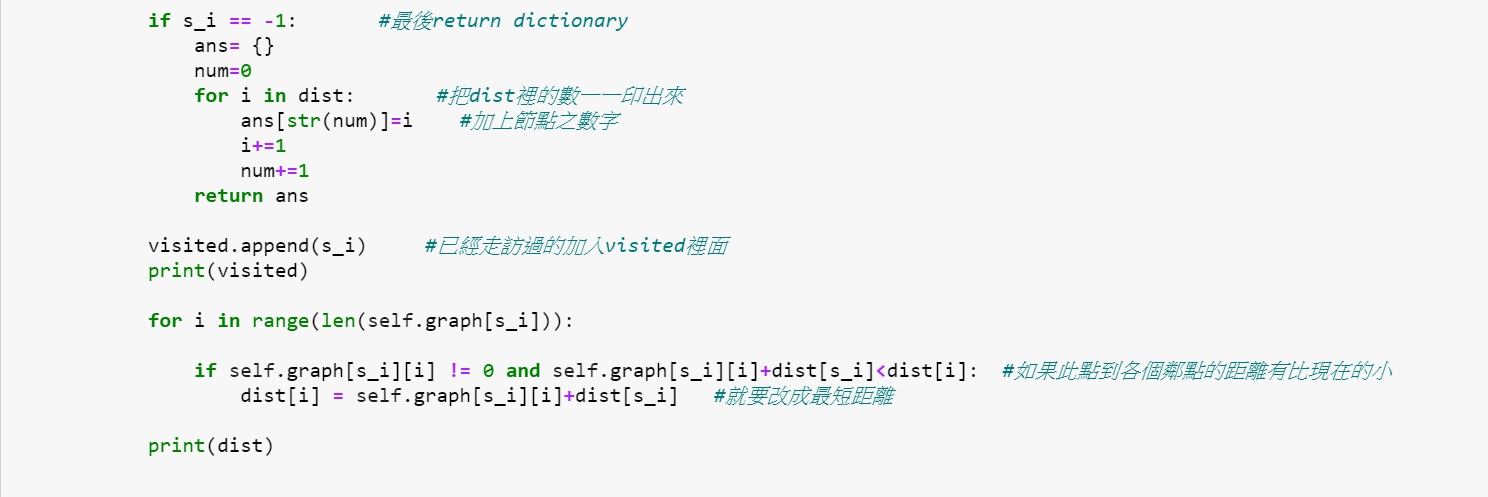 if s_i == -1:       #最後return dictionary
    ans= {}
    num=0
    for i in dist:       #把dist裡的數一一印出來
        ans[str(num)]=i    #加上節點之數字
        i+=1
        num+=1
    return ans
visited.append(s_i)     #已經走訪過的加入visited裡面
print(visited)
for i in range(len(self.graph[s_i])):
    if self.graph[s_i][i] != 0 and self.graph[s_i][i]+dist[s_i]<dist[i]:  #如果此點到各個鄰點的距離有比現在的小
        dist[i] = self.graph[s_i][i]+dist[s_i]   #就要改成最短距離
print(dist)